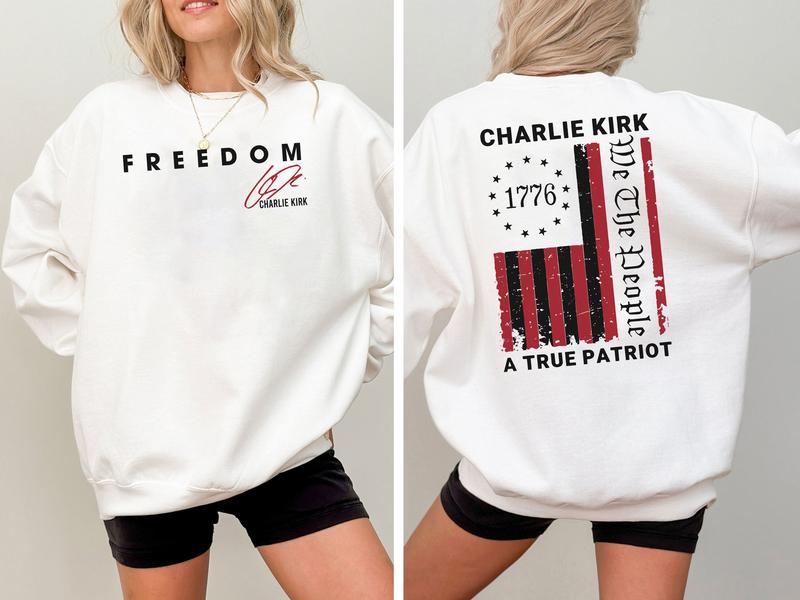 FREEDOM
CHARLIE KIRK
CHARLIE KIRK
1776
We The People
A TRUE PATRIOT